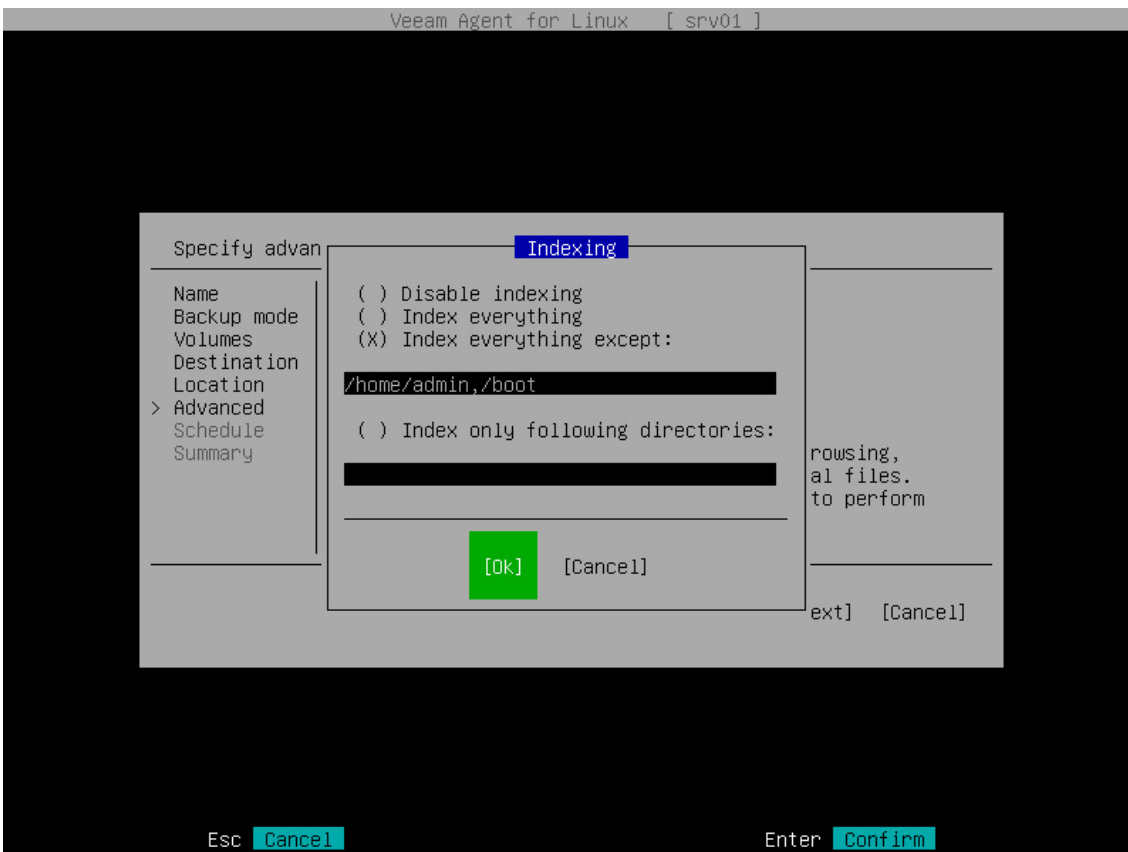 Veeam Agent for Linux [ srv01 ]
Specify advan
Indexing
Name
Backup mode
Volumes
Destination
Location
> Advanced
Schedule
Summary
( ) Disable indexing
( ) Index everything
(X) Index everything except:
/home/admin,/boot
( ) Index only following directories:
rowsing,
al files.
to perform
[Ok] [Cancel]
ext] [Cancel]
Esc Cancel Enter Confirm